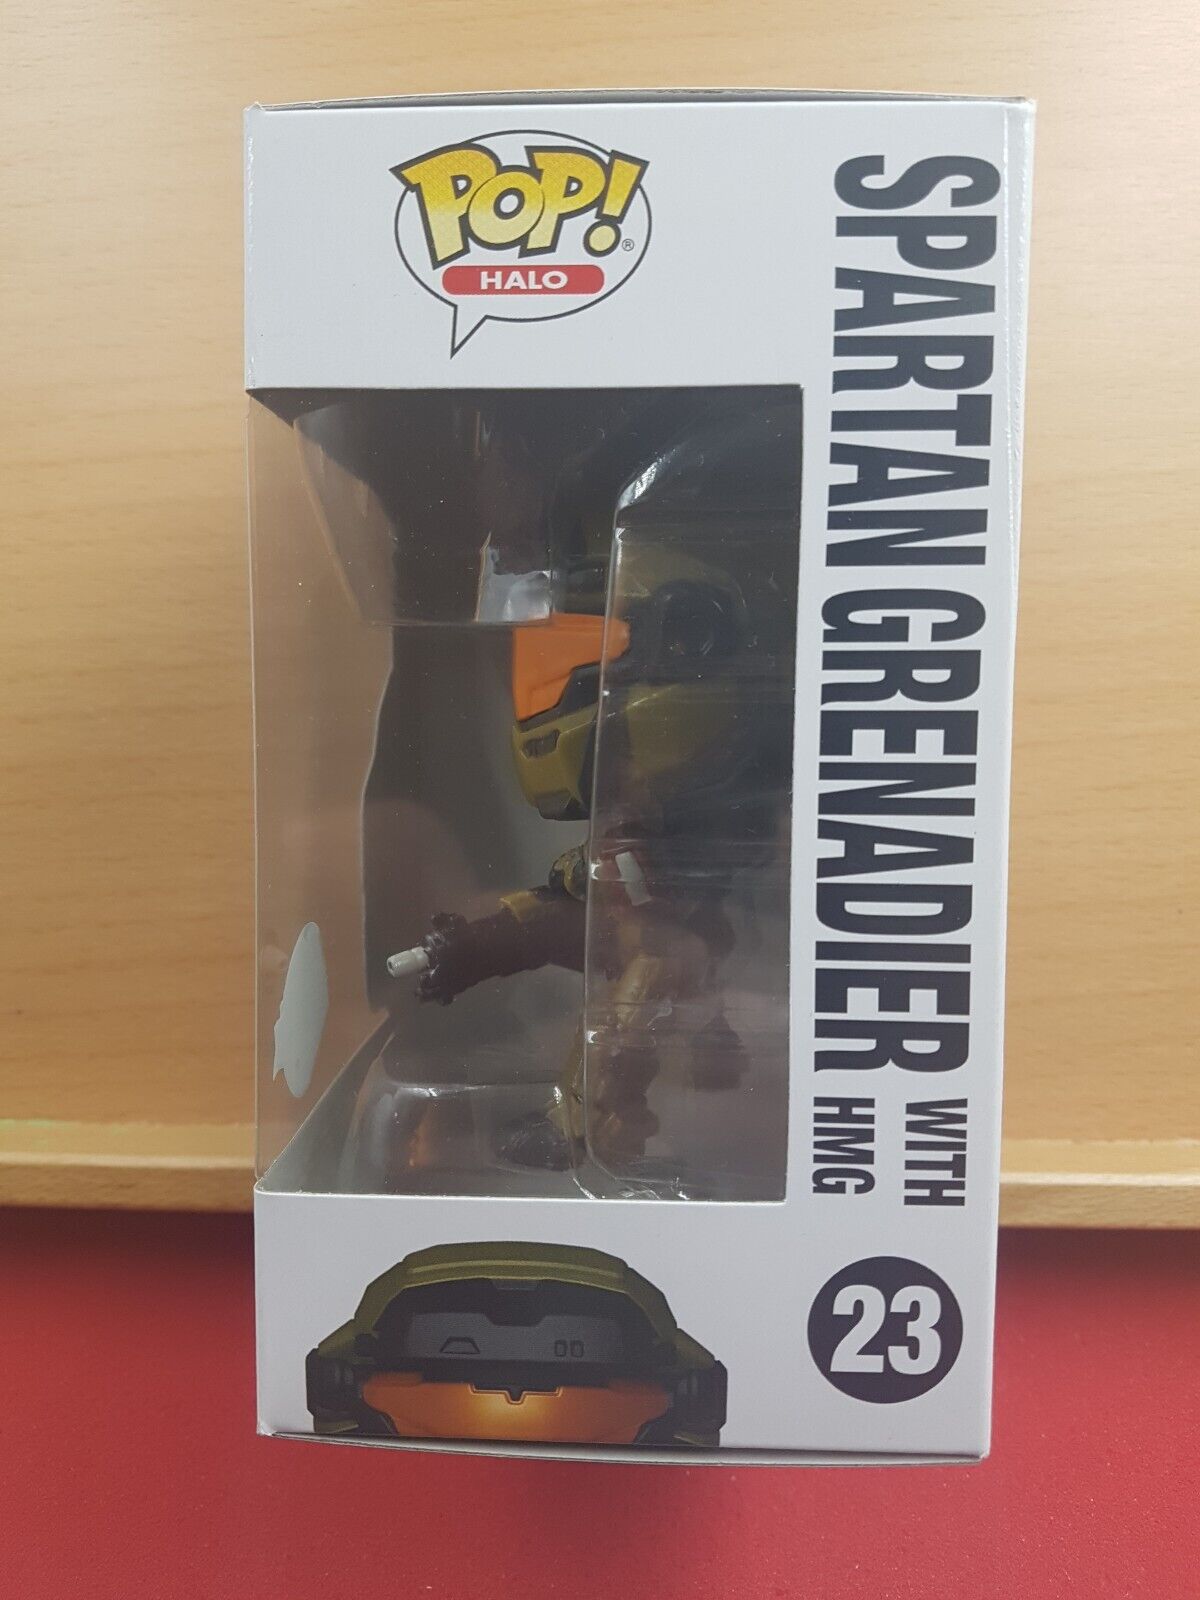 POP!®
HALO
SPARTAN GRENADIER WITH HMG
23